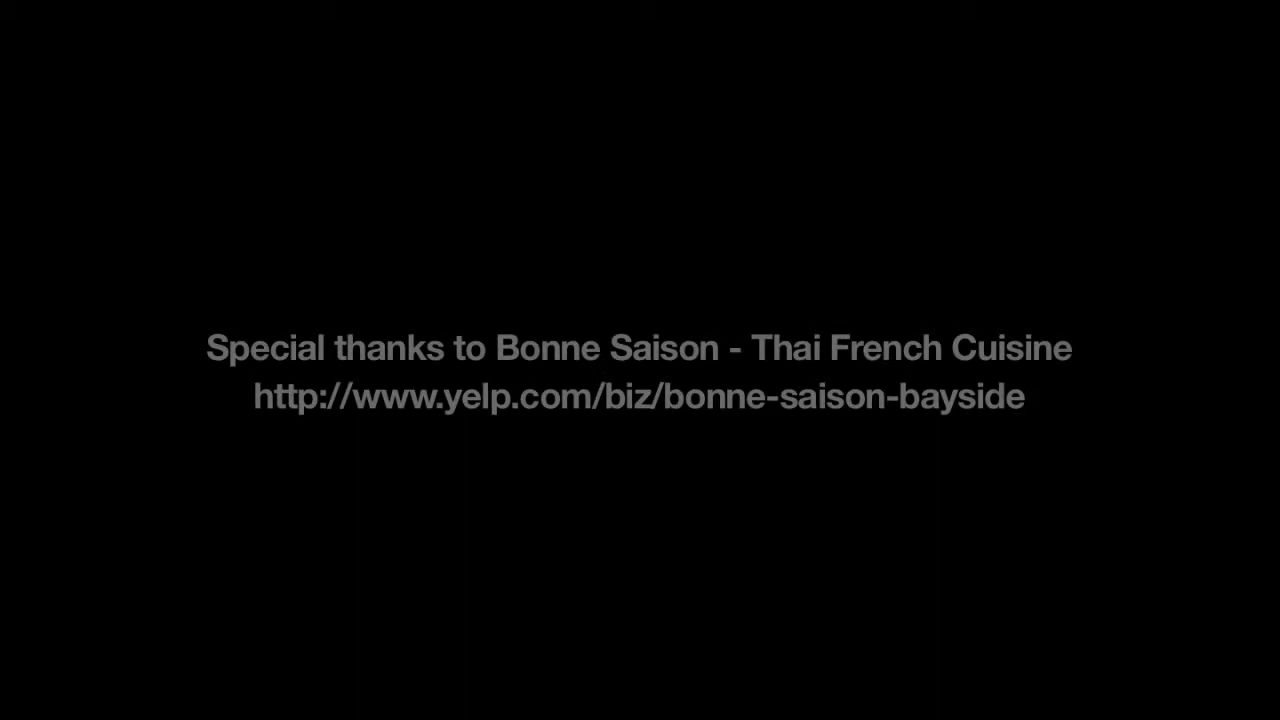 Special thanks to Bonne Saison - Thai French Cuisine
http://www.yelp.com/biz/bonne-saison-bayside